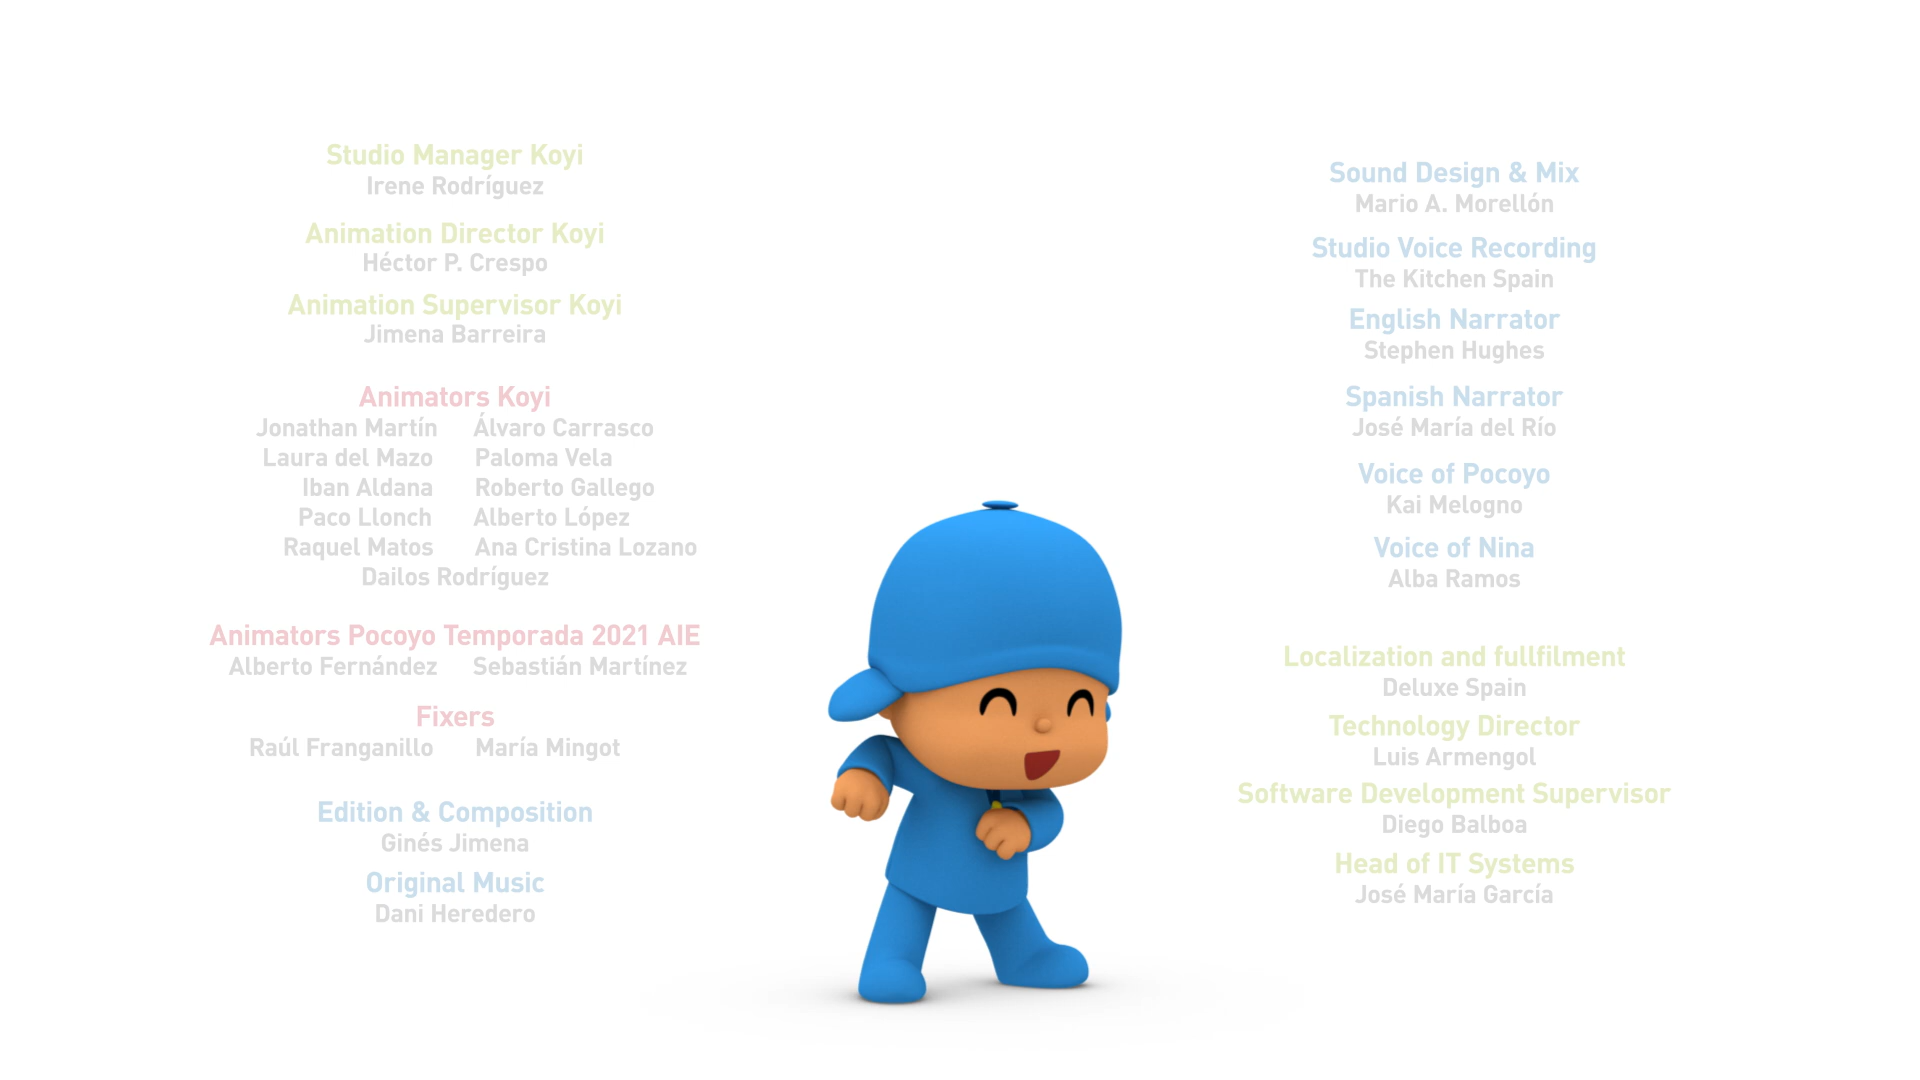 Studio Manager Koyi
Irene Rodríguez
Animation Director Koyi
Héctor P. Crespo
Animation Supervisor Koyi
Jimena Barreira
Animators Koyi
Jonathan Martín Álvaro Carrasco
Laura del Mazo Paloma Vela
Iban Aldana Roberto Gallego
Paco Llonch Alberto López
Raquel Matos Ana Cristina Lozano
Dailos Rodríguez
Animators Pocoyo Temporada 2021 AIE
Alberto Fernández Sebastián Martínez
Fixers
Raúl Franganillo María Mingot
Edition & Composition
Ginés Jimena
Original Music
Dani Heredero
Sound Design & Mix
Mario A. Morellón
Studio Voice Recording
The Kitchen Spain
English Narrator
Stephen Hughes
Spanish Narrator
José María del Río
Voice of Pocoyo
Kai Melogno
Voice of Nina
Alba Ramos
Localization and fullfilment
Deluxe Spain
Technology Director
Luis Armengol
Software Development Supervisor
Diego Balboa
Head of IT Systems
José María García